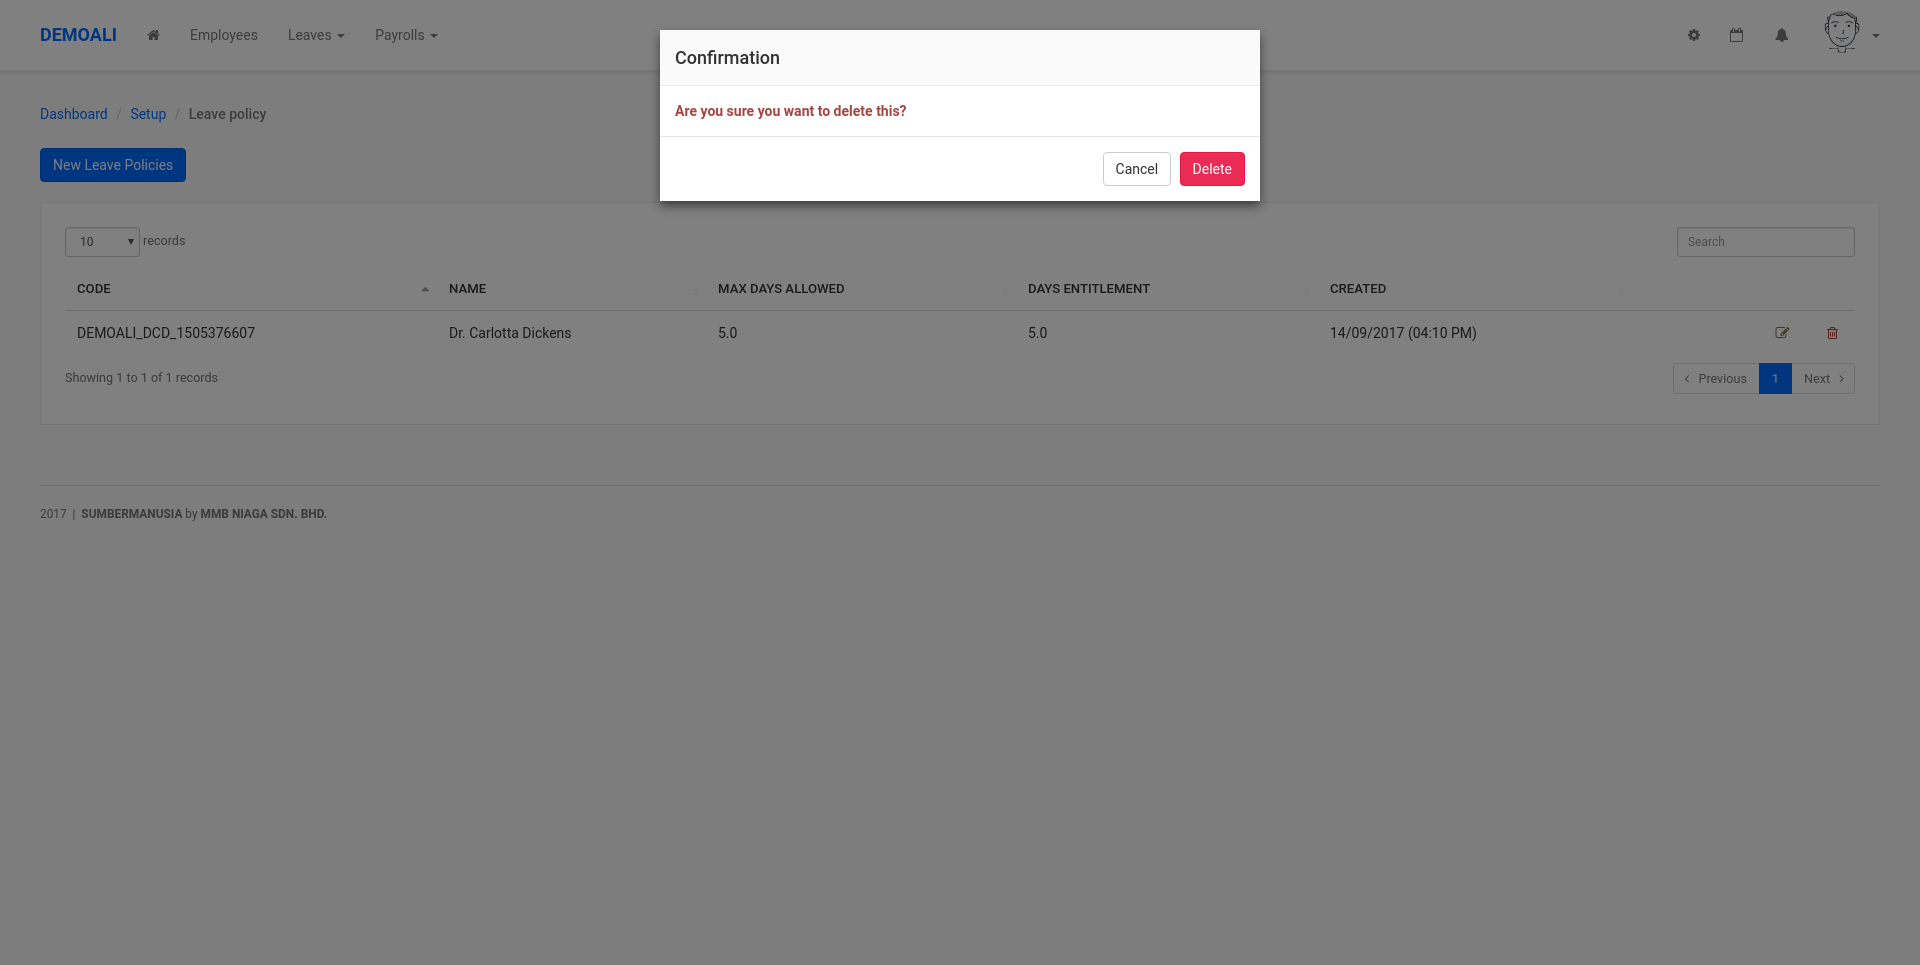 DEMOALI Employees Leaves Payrolls
Confirmation
Are you sure you want to delete this?
Cancel Delete
Dashboard / Setup / Leave policy
New Leave Policies
10 records Search
CODE NAME MAX DAYS ALLOWED DAYS ENTITLEMENT CREATED
DEMOALI_DCD_1505376607 Dr. Carlotta Dickens 5.0 5.0 14/09/2017 (04:10 PM)
Showing 1 to 1 of 1 records Previous 1 Next
2017 | SUMBERMANUSIA by MMB NIAGA SDN. BHD.